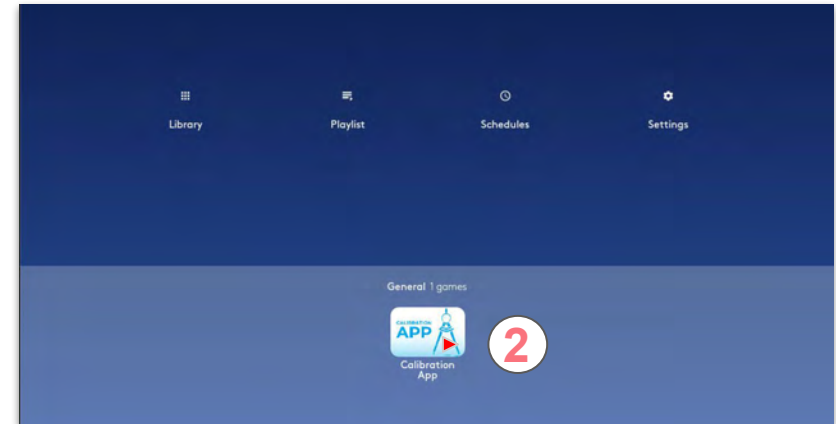 Library
Playlist
Schedules
Settings
General 1 games
CALIBRATION
APP
2
Calibration
App